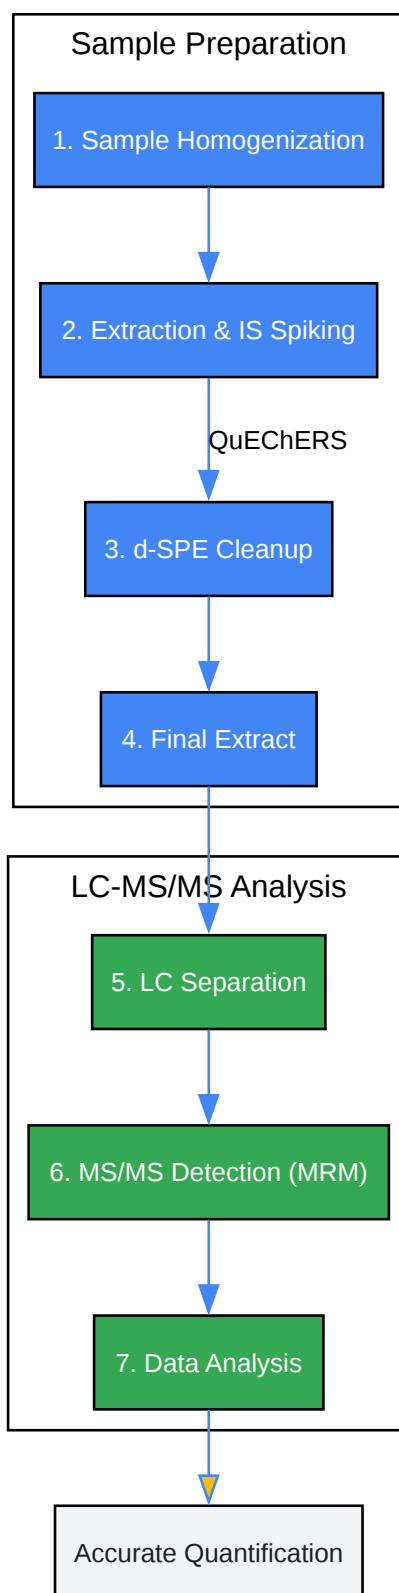 Sample Preparation
1. Sample Homogenization
2. Extraction & IS Spiking
QuEChERS
3. d-SPE Cleanup
4. Final Extract
LC-MS/MS Analysis
5. LC Separation
6. MS/MS Detection (MRM)
7. Data Analysis
Accurate Quantification